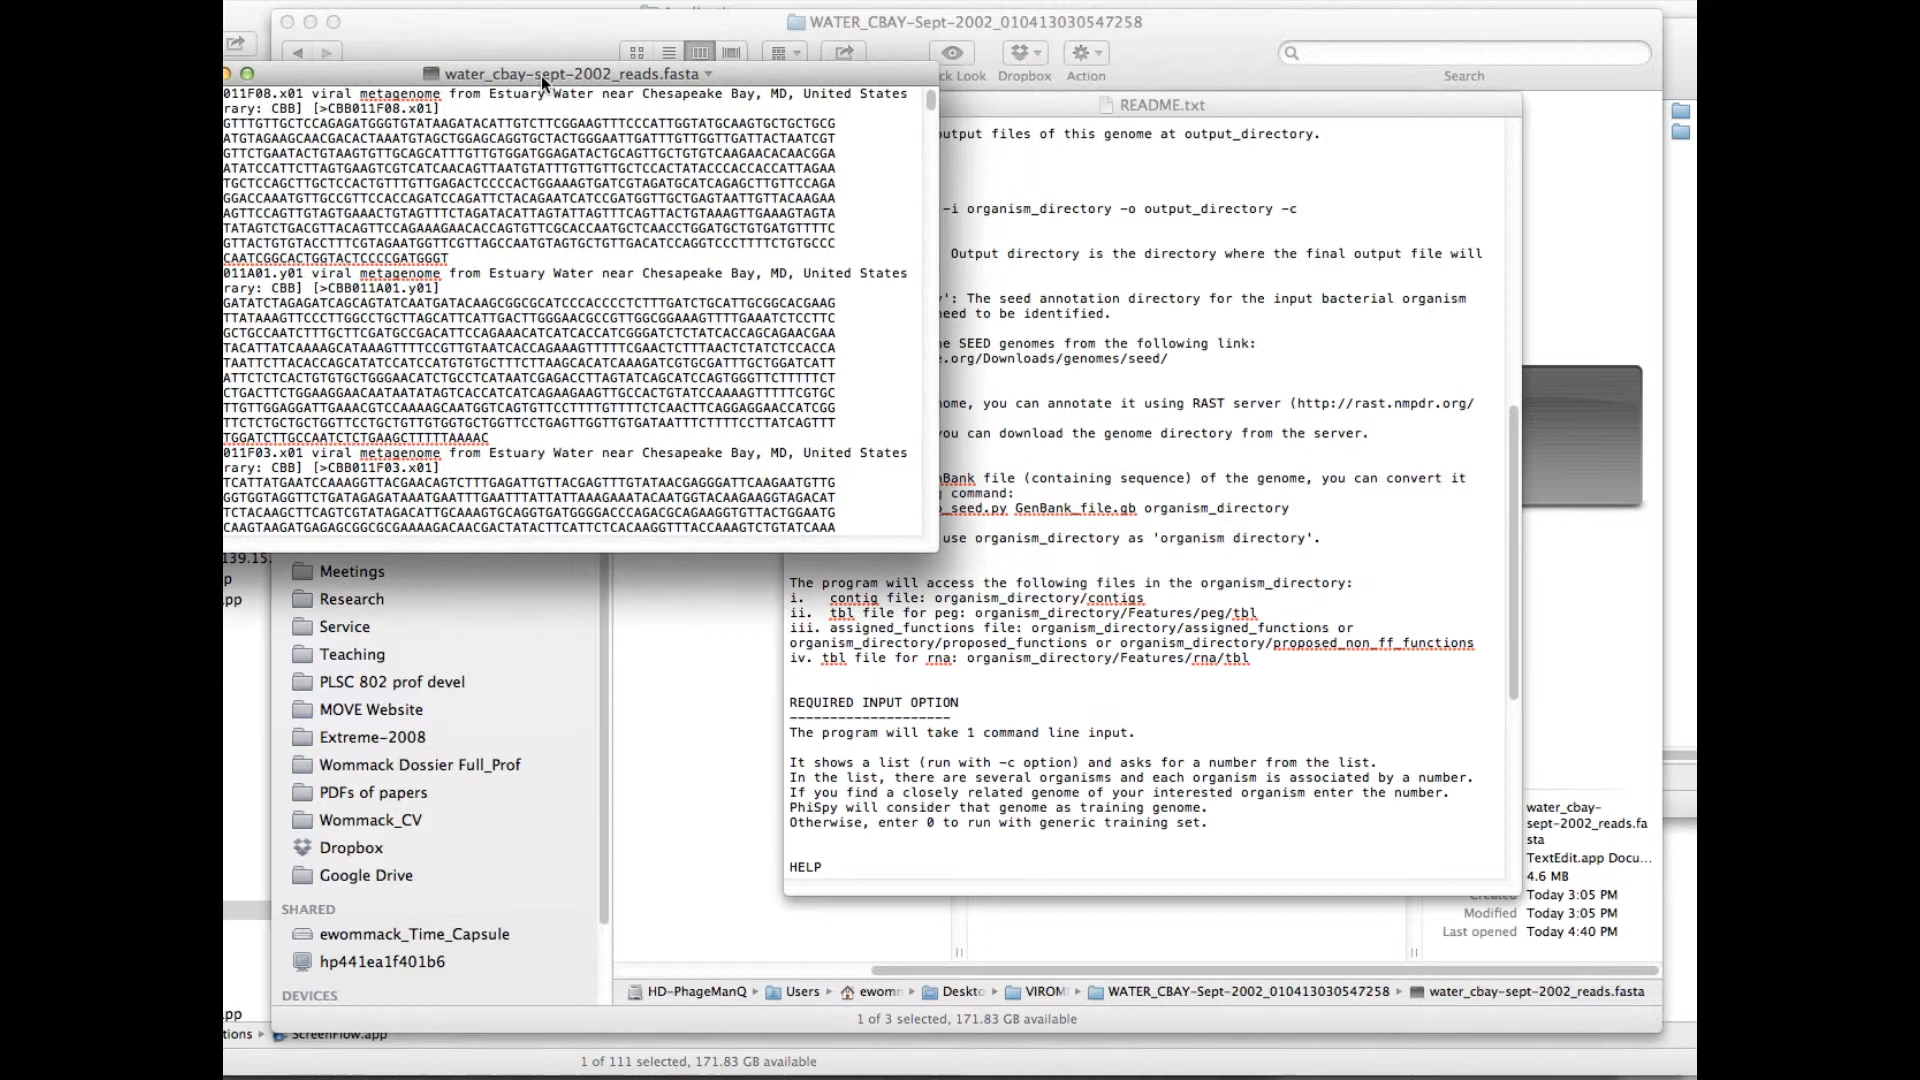 WATER_CBAY-Sept-2002_010413030547258
ck Look
Dropbox
Action
Search
water_cbay-sept-2002_reads.fasta
011F08.x01 viral metagenome from Estuary Water near Chesapeake Bay, MD, United States
rary: CBB] [>CBB011F08.x01]
GTTTGTTGCTCCAGAGATGGGTGTATAAGATACATTGTCTTCGGAAGTTTCCCATTGGTATGCAAGTGCTGCTGCG
ATGTAGAAGCAACGACACTAAATGTAGCTGGAGCAGGTGCTACTGGGAATTGATTTGTTGGTTGATTACTAATCGT
GTTCTGAATACTGTAAGTGTTGCAGCATTTGTTGTGGATGGAGATACTGCAGTTGCTGTGTCAAGAACACAACGGA
ATATCCATTCTTAGTGAAGTCGTCATCAACAGTTAATGTATTTGTTGTTGCTCCACTATACCCACCACCATTAGAA
TGCTCCAGCTTGCTCCACTGTTTGTTGAGACTCCCCACTGGAAAGTGATCGTAGATGCATCAGAGCTTGTTCCAGA
GGACCAAATGTTGCCGTTCCACCAGATCCAGATTCTACAGAATCATCCGATGGTTGCTGAGTAATTGTTACAAGAA
AGTTCCAGTTGTAGTGAAACTGTAGTTTCTAGATACATTAGTATTAGTTTCAGTTACTGTAAAGTTGAAAGTAGTA
TATAGTCTGACGTTACAGTTCCAGAAAGAACACCAGTGTTCGCACCAATGCTCAACCTGGATGCTGTGATGTTTTC
GTTACTGTGTACCTTTCGTAGAATGGTTCGTTAGCCAATGTAGTGCTGTTGACATCCAGGTCCCTTTTCTGTGCCC
CAATCGGCACTGGTACTCCCCGATGGGT
011A01.y01 viral metagenome from Estuary Water near Chesapeake Bay, MD, United States
rary: CBB] [>CBB011A01.y01]
GATATCTAGAGATCAGCAGTATCAATGATACAAGCGGCGCATCCCACCCCTCTTTGATCTGCATTGCGGCACGAAG
TTATAAAGTTCCCTTGGCCTGCTTAGCATTCATTGACTTGGGAACGCCGTTGGCGGAAAGTTTTGAAATCTCCTTC
GCTGCCAATCTTTGCTTCGATGCCGACATTCCAGAAACATCATCACCATCGGGATCTCTATCACCAGCAGAACGAA
TACATTATCAAAAGCATAAAGTTTTCCGTTGTAATCACCAGAAAGTTTTTCGAACTCTTTAACTCTATCTCCACCA
TAATTCTTACACCAGCATATCCATCCATGTGTGCTTTCTTAAGCACATCAAAGATCGTGCGATTTGCTGGATCATT
ATTCTCTCACTGTGTGCTGGGAACATCTGCCTCATAATCGAGACCTTAGTATCAGCATCCAGTGGGTTCTTTTTCT
CTGACTTCTGGAAGGAACAATAATATAGTCACCATCATCAGAAGAAGTTGCCACTGTATCCAAAAGTTTTTCGTGC
TTGTTGGAGGATTGAAACGTCCAAAAGCAATGGTCAGTGTTCCTTTTGTTTTCTCAACTTCAGGAGGAACCATCGG
TTCTCTGCTGCTGGTTCCTGCTGTTGTGGTGCTGGTTCCTGAGTTGGTTGTGATAATTTCTTTTCCTTATCAGTTT
TGGATCTTGCCAATCTCTGAAGCTTTTTAAAAC
011F03.x01 viral metagenome from Estuary Water near Chesapeake Bay, MD, United States
rary: CBB] [>CBB011F03.x01]
TCATTATGAATCCAAAGGTTACGAACAGTCTTTGAGATTGTTACGAGTTTGTATAACGAGGGATTCAAGAATGTTG
GGTGGTAGGTTCTGATAGAGATAAATGAATTTGAATTTATTATTAAAGAAATACAATGGTACAAGAAGGTAGACAT
TCTACAAGCTTCAGTCGTATAGACATTGCAAAGTGCAGGTGATGGGGACCCAGACGCAGAAGGTGTTACTGGAATG
CAAGTAAGATGAGAGCGGCGCGAAAAGACAACGACTATACTTCATTCTCACAAGGTTTACCAAAGTCTGTATCAAA
README.txt
utput files of this genome at output_directory.
-i organism_directory -o output_directory -c
Output directory is the directory where the final output file will
y': The seed annotation directory for the input bacterial organism
eed to be identified.
e SEED genomes from the following link:
e.org/Downloads/genomes/seed/
ome, you can annotate it using RAST server (http://rast.nmpdr.org/
you can download the genome directory from the server.
nBank file (containing sequence) of the genome, you can convert it
g command:
o_seed.py GenBank_file.gb organism_directory
use organism_directory as 'organism directory'.
The program will access the following files in the organism_directory:
i. contig file: organism_directory/contigs
ii. tbl file for peg: organism_directory/Features/peg/tbl
iii. assigned_functions file: organism_directory/assigned_functions or
organism_directory/proposed_functions or organism_directory/proposed_non_ff_functions
iv. tbl file for rna: organism_directory/Features/rna/tbl
REQUIRED INPUT OPTION
---------------------
The program will take 1 command line input.
It shows a list (run with -c option) and asks for a number from the list.
In the list, there are several organisms and each organism is associated by a number.
If you find a closely related genome of your interested organism enter the number.
PhiSpy will consider that genome as training genome.
Otherwise, enter 0 to run with generic training set.
HELP
139.15.
p
pp
Meetings
Research
Service
Teaching
PLSC 802 prof devel
MOVE Website
Extreme-2008
Wommack Dossier Full_Prof
PDFs of papers
Wommack_CV
Dropbox
Google Drive
SHARED
ewommack_Time_Capsule
hp441ea1f401b6
DEVICES
water_cbay-
sept-2002_reads.fa
sta
TextEdit.app Docu...
4.6 MB
Created Today 3:05 PM
Modified Today 3:05 PM
Last opened Today 4:40 PM
HD-PhageManQ
Users
ewomr
Deskto
VIROM
WATER_CBAY-Sept-2002_010413030547258
water_cbay-sept-2002_reads.fasta
1 of 3 selected, 171.83 GB available
pp
tions
ScreenFlow.app
1 of 111 selected, 171.83 GB available